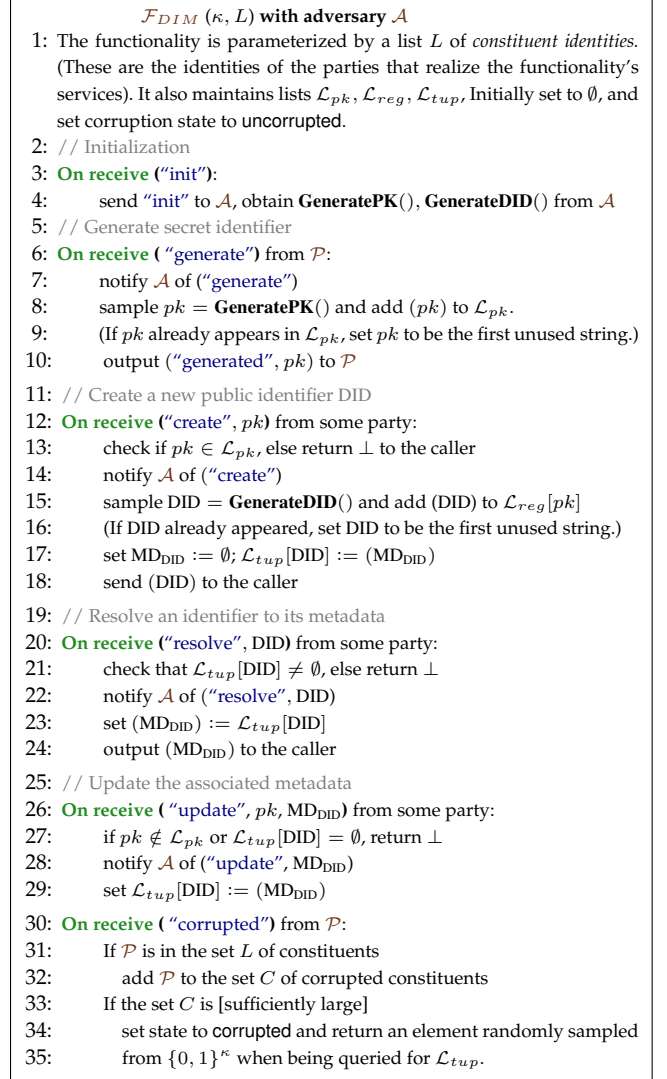 𝓕_DIM (κ, L) with adversary 𝒜
1: The functionality is parameterized by a list L of constituent identities.
(These are the identities of the parties that realize the functionality's
services). It also maintains lists ℒ_pk, ℒ_reg, ℒ_tup, Initially set to ∅, and
set corruption state to uncorrupted.
2: // Initialization
3: On receive ("init"):
4: send "init" to 𝒜, obtain GeneratePK(), GenerateDID() from 𝒜
5: // Generate secret identifier
6: On receive ( "generate") from 𝒫:
7: notify 𝒜 of ("generate")
8: sample pk = GeneratePK() and add (pk) to ℒ_pk.
9: (If pk already appears in ℒ_pk, set pk to be the first unused string.)
10: output ("generated", pk) to 𝒫
11: // Create a new public identifier DID
12: On receive ("create", pk) from some party:
13: check if pk ∈ ℒ_pk, else return ⊥ to the caller
14: notify 𝒜 of ("create")
15: sample DID = GenerateDID() and add (DID) to ℒ_reg[pk]
16: (If DID already appeared, set DID to be the first unused string.)
17: set MD_DID := ∅; ℒ_tup[DID] := (MD_DID)
18: send (DID) to the caller
19: // Resolve an identifier to its metadata
20: On receive ("resolve", DID) from some party:
21: check that ℒ_tup[DID] ≠ ∅, else return ⊥
22: notify 𝒜 of ("resolve", DID)
23: set (MD_DID) := ℒ_tup[DID]
24: output (MD_DID) to the caller
25: // Update the associated metadata
26: On receive ( "update", pk, MD_DID) from some party:
27: if pk ∉ ℒ_pk or ℒ_tup[DID] = ∅, return ⊥
28: notify 𝒜 of ("update", MD_DID)
29: set ℒ_tup[DID] := (MD_DID)
30: On receive ( "corrupted") from 𝒫:
31: If 𝒫 is in the set L of constituents
32: add 𝒫 to the set C of corrupted constituents
33: If the set C is [sufficiently large]
34: set state to corrupted and return an element randomly sampled
35: from {0, 1}^κ when being queried for ℒ_tup.